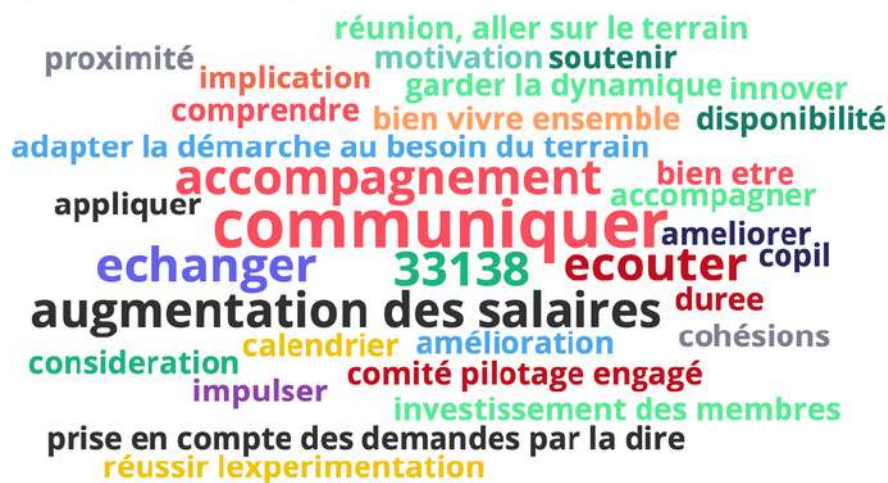 réunion, aller sur le terrain
proximité
motivation
soutenir
implication
garder la dynamique
innover
comprendre
bien vivre ensemble
disponibilité
adapter la démarche au besoin du terrain
accompagnement
bien etre
appliquer
accompagner
communiquer
ameliorer
echanger
33138
ecouter
copil
augmentation des salaires
duree
consideration
calendrier
amélioration
cohésions
impulser
comité pilotage engagé
investissement des membres
prise en compte des demandes par la dire
réussir lexperimentation